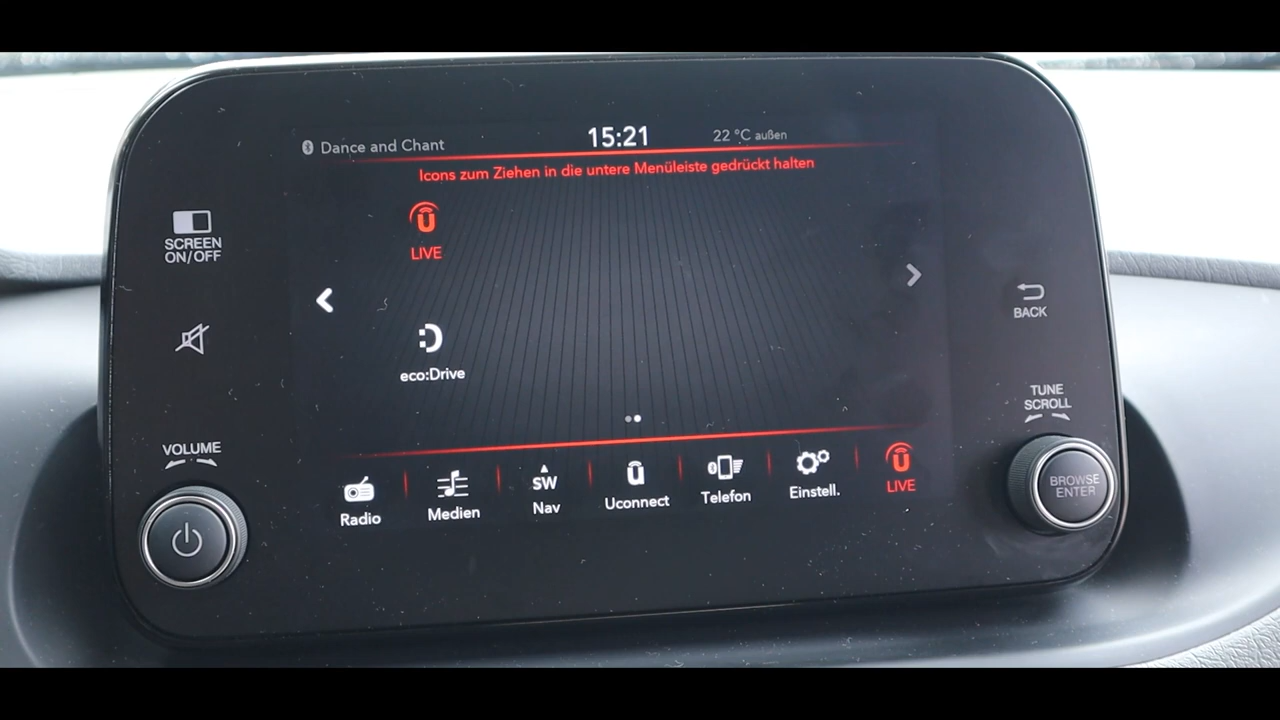 Dance and Chant
15:21
22 °C außen
Icons zum Ziehen in die untere Menüleiste gedrückt halten
SCREEN
ON/OFF
LIVE
BACK
eco:Drive
TUNE
SCROLL
VOLUME
Radio
Medien
SW
Nav
Uconnect
Telefon
Einstell.
LIVE
BROWSE
ENTER